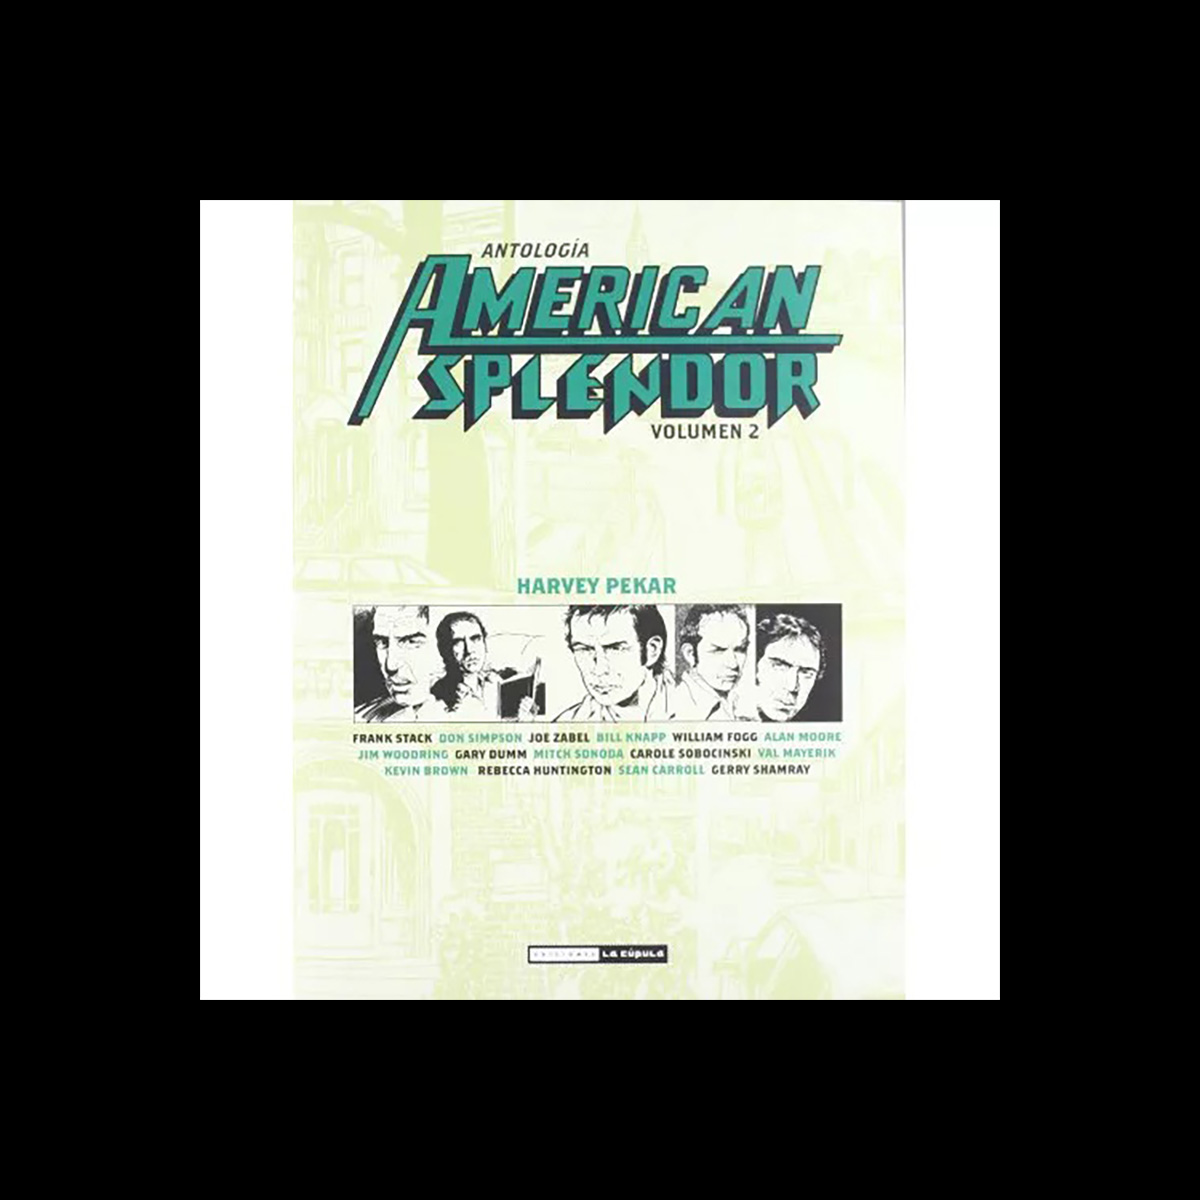 ANTOLOGÍA
AMERICAN
SPLENDOR
VOLUMEN 2
HARVEY PEKAR
FRANK STACK DON SIMPSON JOE ZABEL BILL KNAPP WILLIAM FOGG ALAN MOORE
JIM WOODRING GARY DUMM MITCH SONODA CAROLE SOBOCINSKI VAL MAYERIK
KEVIN BROWN REBECCA HUNTINGTON SEAN CARROLL GERRY SHAMRAY
EDICIONES LA CÚPULA